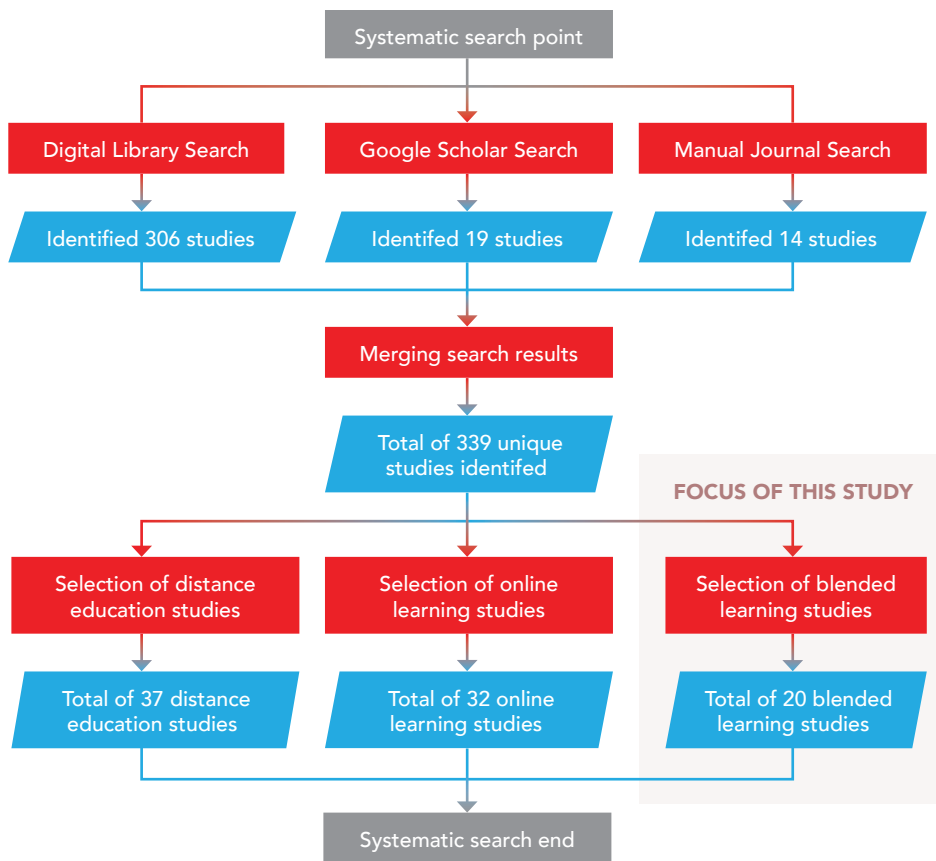 Systematic search point
Digital Library Search
Google Scholar Search
Manual Journal Search
Identified 306 studies
Identifed 19 studies
Identifed 14 studies
Merging search results
Total of 339 unique
studies identifed
FOCUS OF THIS STUDY
Selection of distance
education studies
Selection of online
learning studies
Selection of blended
learning studies
Total of 37 distance
education studies
Total of 32 online
learning studies
Total of 20 blended
learning studies
Systematic search end